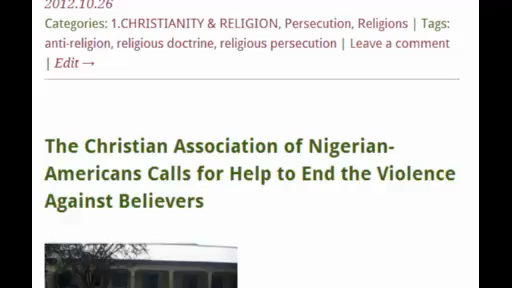 2012.10.26
Categories: 1.CHRISTIANITY & RELIGION, Persecution, Religions | Tags:
anti-religion, religious doctrine, religious persecution | Leave a comment
| Edit →
The Christian Association of Nigerian-
Americans Calls for Help to End the Violence
Against Believers